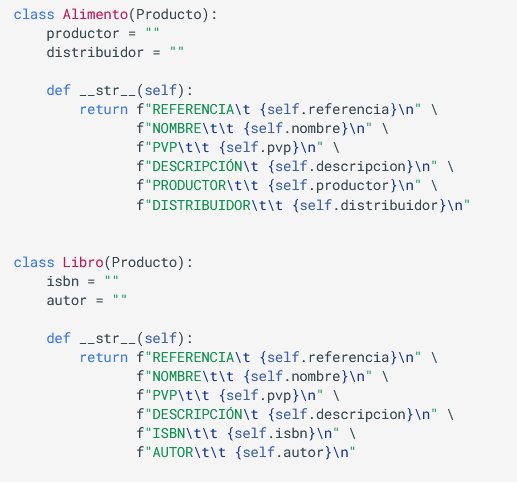 class Alimento(Producto):
    productor = ""
    distribuidor = ""

    def __str__(self):
        return f"REFERENCIA\t {self.referencia}\n" \
               f"NOMBRE\t\t {self.nombre}\n" \
               f"PVP\t\t {self.pvp}\n" \
               f"DESCRIPCIÓN\t {self.descripcion}\n" \
               f"PRODUCTOR\t\t {self.productor}\n" \
               f"DISTRIBUIDOR\t\t {self.distribuidor}\n"


class Libro(Producto):
    isbn = ""
    autor = ""

    def __str__(self):
        return f"REFERENCIA\t {self.referencia}\n" \
               f"NOMBRE\t\t {self.nombre}\n" \
               f"PVP\t\t {self.pvp}\n" \
               f"DESCRIPCIÓN\t {self.descripcion}\n" \
               f"ISBN\t\t {self.isbn}\n" \
               f"AUTOR\t\t {self.autor}\n"